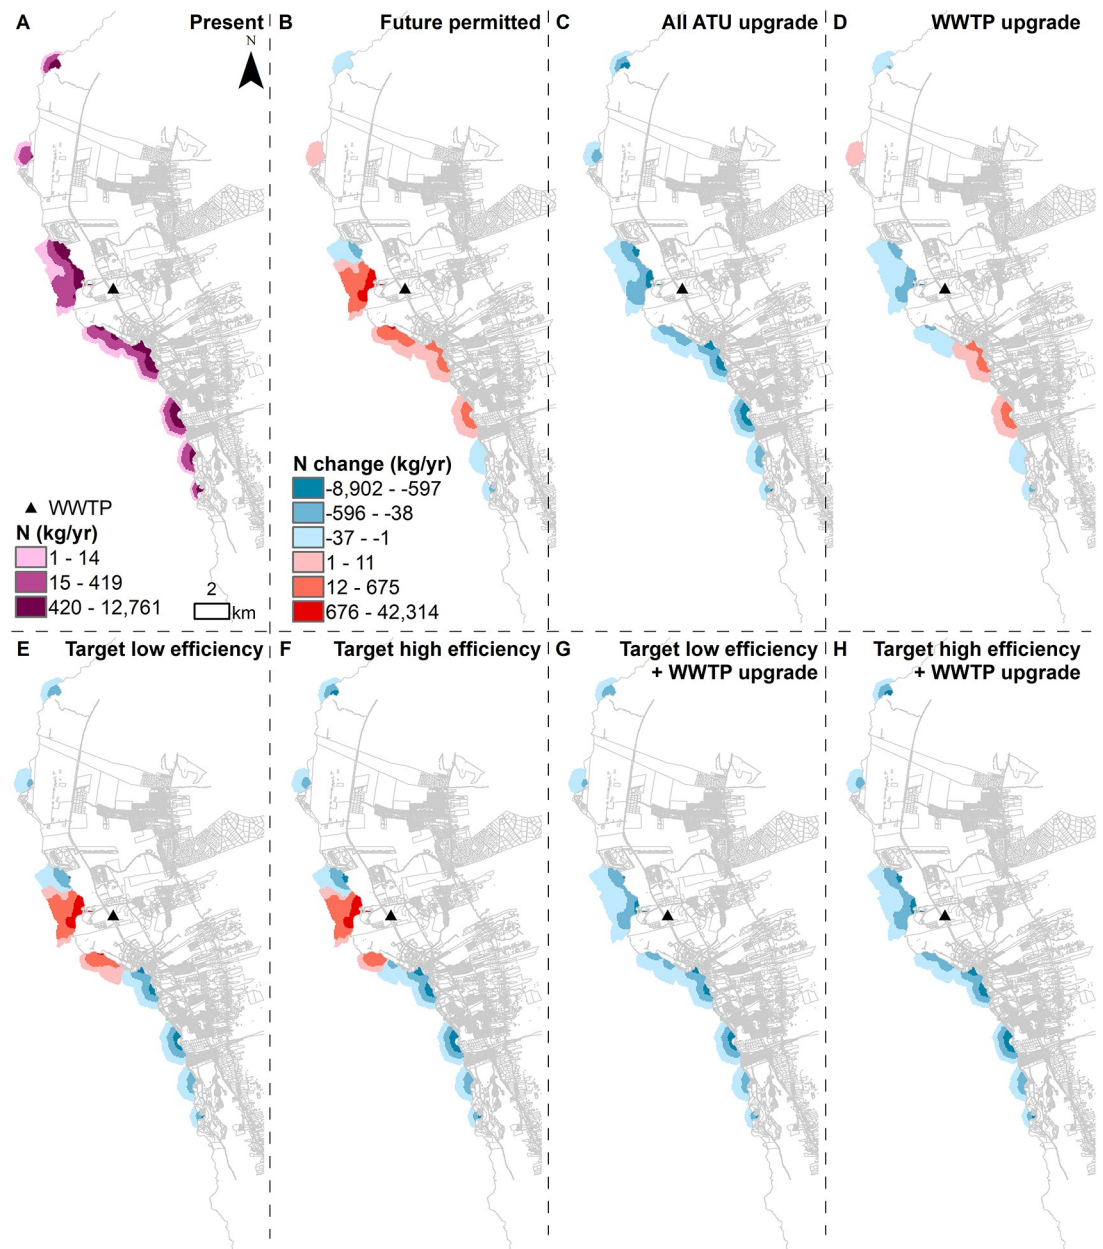 A Present
N
B Future permitted
C All ATU upgrade
D WWTP upgrade
▲ WWTP
N (kg/yr)
1 - 14
15 - 419
420 - 12,761
2
km
N change (kg/yr)
-8,902 - -597
-596 - -38
-37 - -1
1 - 11
12 - 675
676 - 42,314
E Target low efficiency
F Target high efficiency
G Target low efficiency
+ WWTP upgrade
H Target high efficiency
+ WWTP upgrade